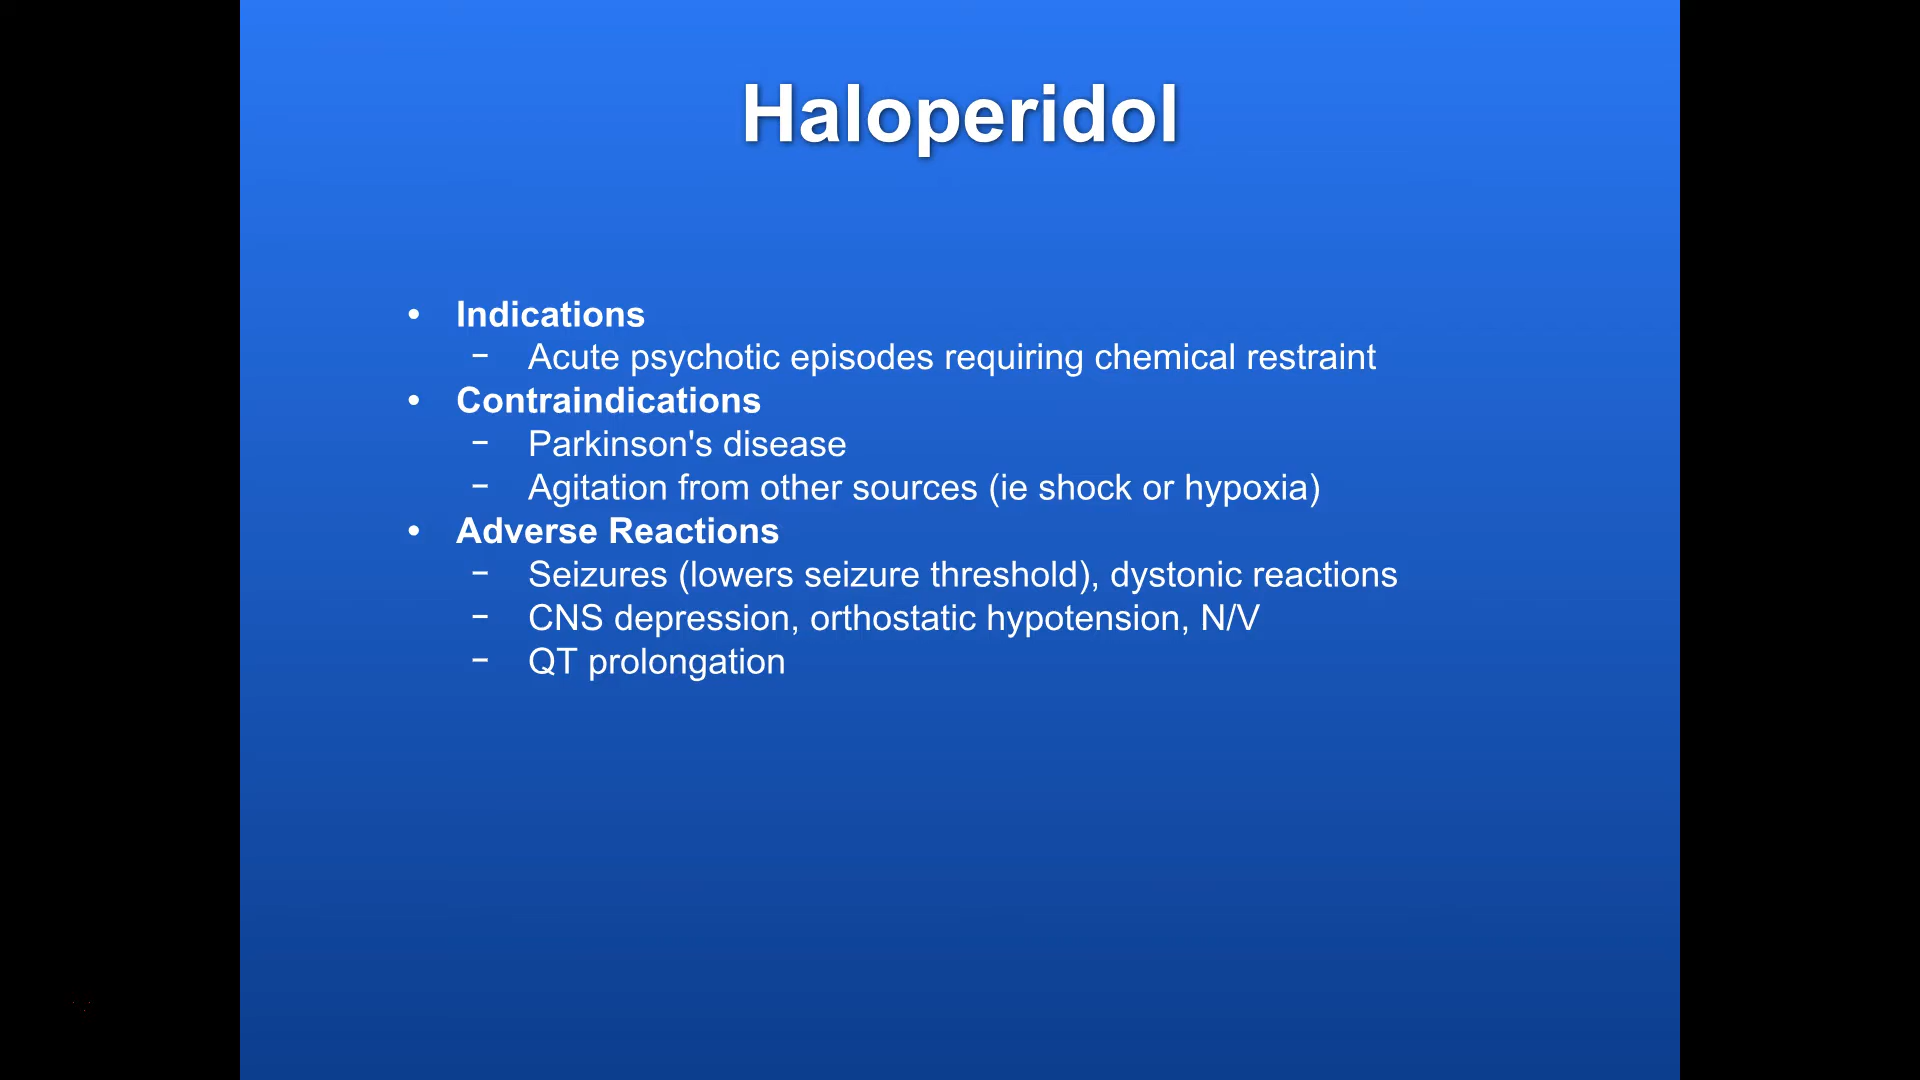 Haloperidol
• Indications
− Acute psychotic episodes requiring chemical restraint
• Contraindications
− Parkinson's disease
− Agitation from other sources (ie shock or hypoxia)
• Adverse Reactions
− Seizures (lowers seizure threshold), dystonic reactions
− CNS depression, orthostatic hypotension, N/V
− QT prolongation